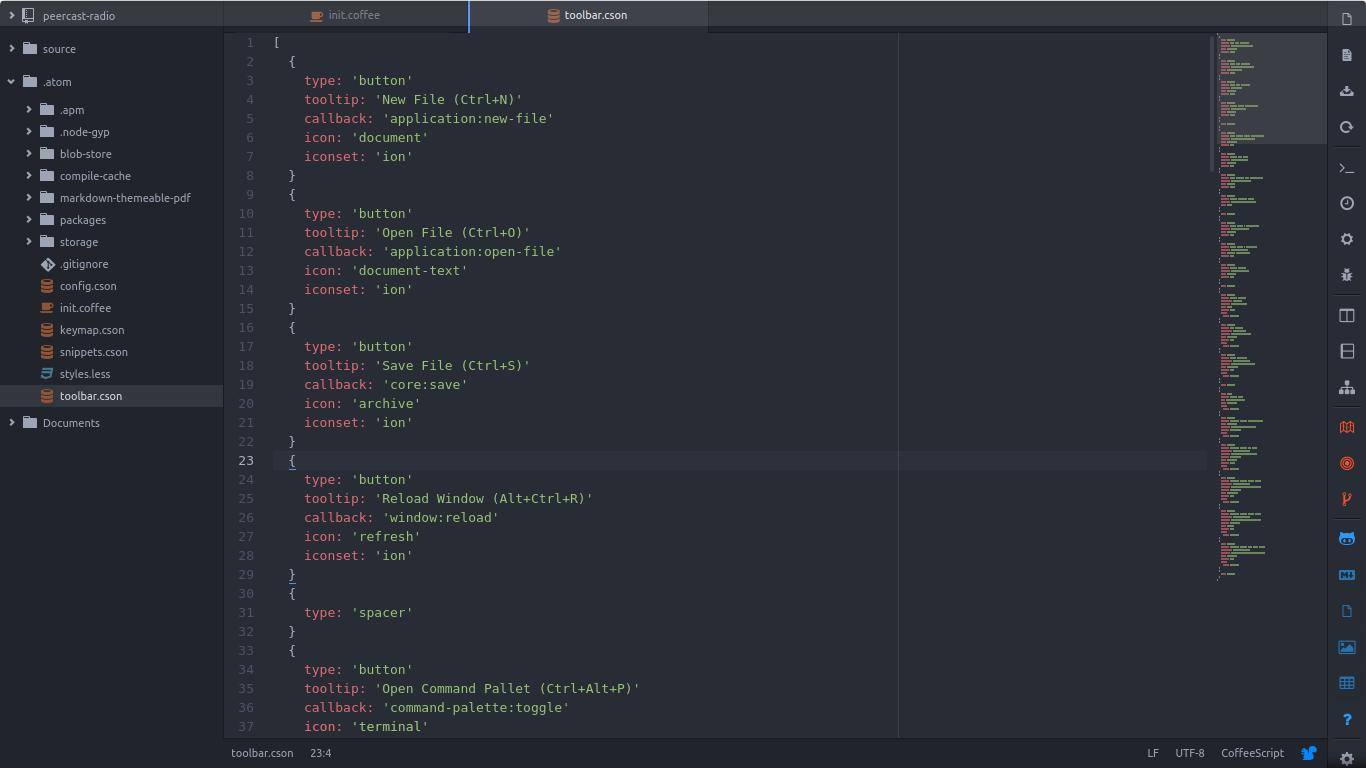 peercast-radio
source
.atom
.apm
.node-gyp
blob-store
compile-cache
markdown-themeable-pdf
packages
storage
.gitignore
config.cson
init.coffee
keymap.cson
snippets.cson
styles.less
toolbar.cson
Documents
init.coffee
toolbar.cson
1 [
2 {
3 type: 'button'
4 tooltip: 'New File (Ctrl+N)'
5 callback: 'application:new-file'
6 icon: 'document'
7 iconset: 'ion'
8 }
9 {
10 type: 'button'
11 tooltip: 'Open File (Ctrl+O)'
12 callback: 'application:open-file'
13 icon: 'document-text'
14 iconset: 'ion'
15 }
16 {
17 type: 'button'
18 tooltip: 'Save File (Ctrl+S)'
19 callback: 'core:save'
20 icon: 'archive'
21 iconset: 'ion'
22 }
23 {
24 type: 'button'
25 tooltip: 'Reload Window (Alt+Ctrl+R)'
26 callback: 'window:reload'
27 icon: 'refresh'
28 iconset: 'ion'
29 }
30 {
31 type: 'spacer'
32 }
33 {
34 type: 'button'
35 tooltip: 'Open Command Pallet (Ctrl+Alt+P)'
36 callback: 'command-palette:toggle'
37 icon: 'terminal'
toolbar.cson 23:4
LF UTF-8 CoffeeScript